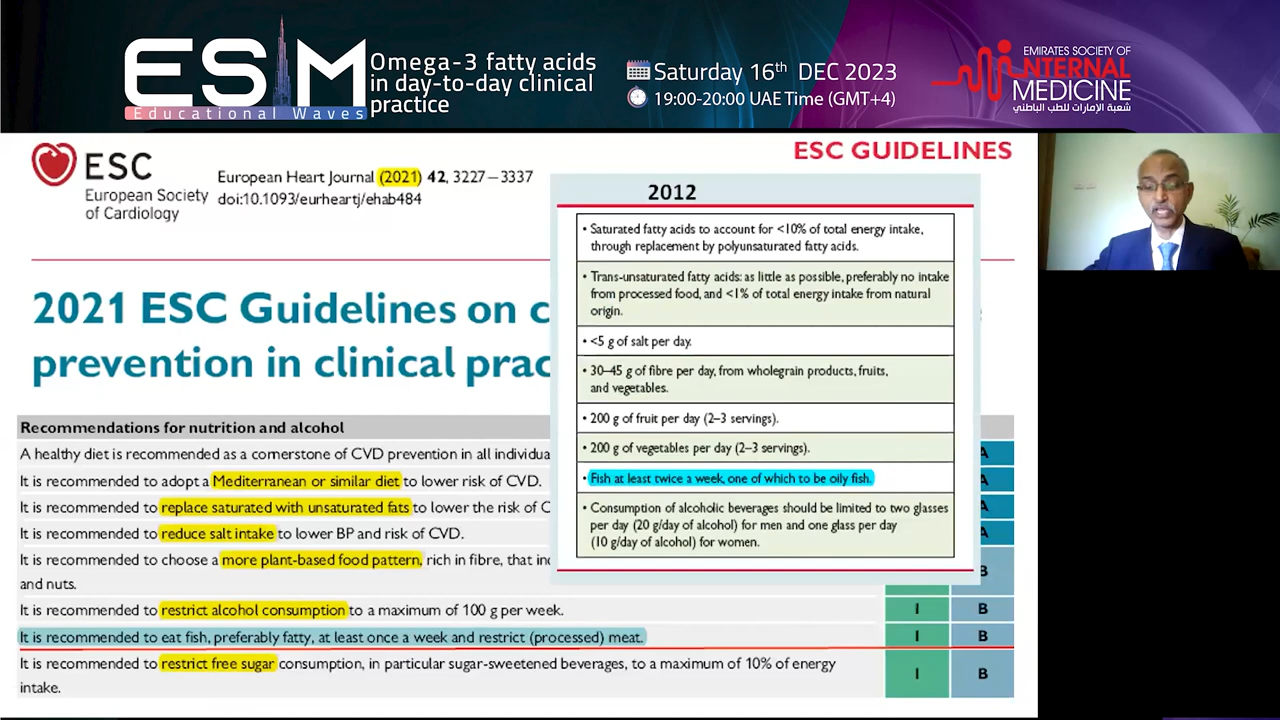 ESIM
Educational Waves
Omega-3 fatty acids
in day-to-day clinical
practice
Saturday 16th DEC 2023
19:00-20:00 UAE Time (GMT+4)
EMIRATES SOCIETY OF
INTERNAL
MEDICINE
شعبة الإمارات للطب الباطني
ESC
European Society
of Cardiology
European Heart Journal (2021) 42, 3227–3337
doi:10.1093/eurheartj/ehab484
ESC GUIDELINES
2021 ESC Guidelines on c
prevention in clinical prac
Recommendations for nutrition and alcohol
A healthy diet is recommended as a cornerstone of CVD prevention in all individua
A
It is recommended to adopt a Mediterranean or similar diet to lower risk of CVD.
A
It is recommended to replace saturated with unsaturated fats to lower the risk of C
A
It is recommended to reduce salt intake to lower BP and risk of CVD.
A
It is recommended to choose a more plant-based food pattern, rich in fibre, that inc
and nuts.
B
It is recommended to restrict alcohol consumption to a maximum of 100 g per week.
I B
It is recommended to eat fish, preferably fatty, at least once a week and restrict (processed) meat.
I B
It is recommended to restrict free sugar consumption, in particular sugar-sweetened beverages, to a maximum of 10% of energy
intake.
I B
2012
• Saturated fatty acids to account for <10% of total energy intake,
through replacement by polyunsaturated fatty acids.
• Trans-unsaturated fatty acids: as little as possible, preferably no intake
from processed food, and <1% of total energy intake from natural
origin.
• <5 g of salt per day.
• 30–45 g of fibre per day, from wholegrain products, fruits,
and vegetables.
• 200 g of fruit per day (2–3 servings).
• 200 g of vegetables per day (2–3 servings).
• Fish at least twice a week, one of which to be oily fish.
• Consumption of alcoholic beverages should be limited to two glasses
per day (20 g/day of alcohol) for men and one glass per day
(10 g/day of alcohol) for women.